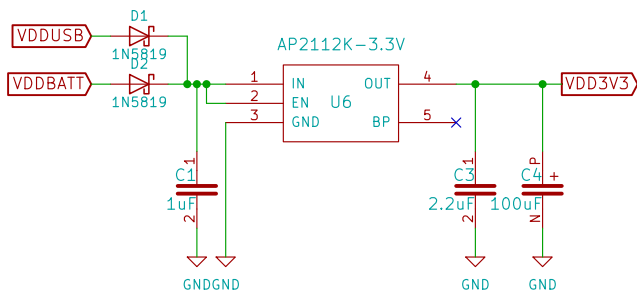 D1
VDDUSB
1N5819
D2
VDDBATT
1N5819
AP2112K-3.3V
1 IN OUT 4
2 EN U6
3 GND BP 5
VDD3V3
C1 1
1uF
2
C3 1
2.2uF
2
C4 P +
100uF
N
GND GND GND GND